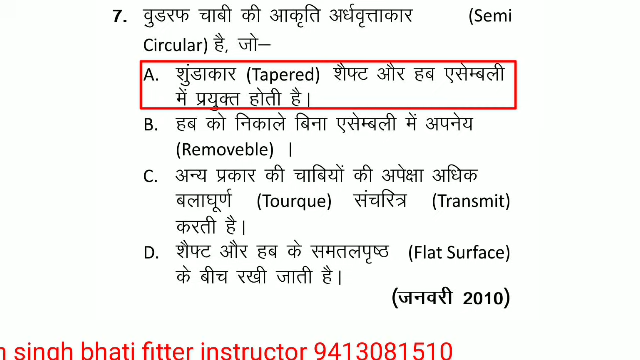 7. वुडरफ चाबी की आकृति अर्धवृत्ताकार (Semi
Circular) है, जो–
A. शुंडाकार (Tapered) शैफ्ट और हब एसेम्बली
में प्रयुक्त होती है।
B. हब को निकाले बिना एसेम्बली में अपनेय
(Removeble) ।
C. अन्य प्रकार की चाबियों की अपेक्षा अधिक
बलाघूर्ण (Tourque) संचरित्र (Transmit)
करती है।
D. शैफ्ट और हब के समतलपृष्ठ (Flat Surface)
के बीच रखी जाती है।
(जनवरी 2010)
singh bhati fitter instructor 9413081510